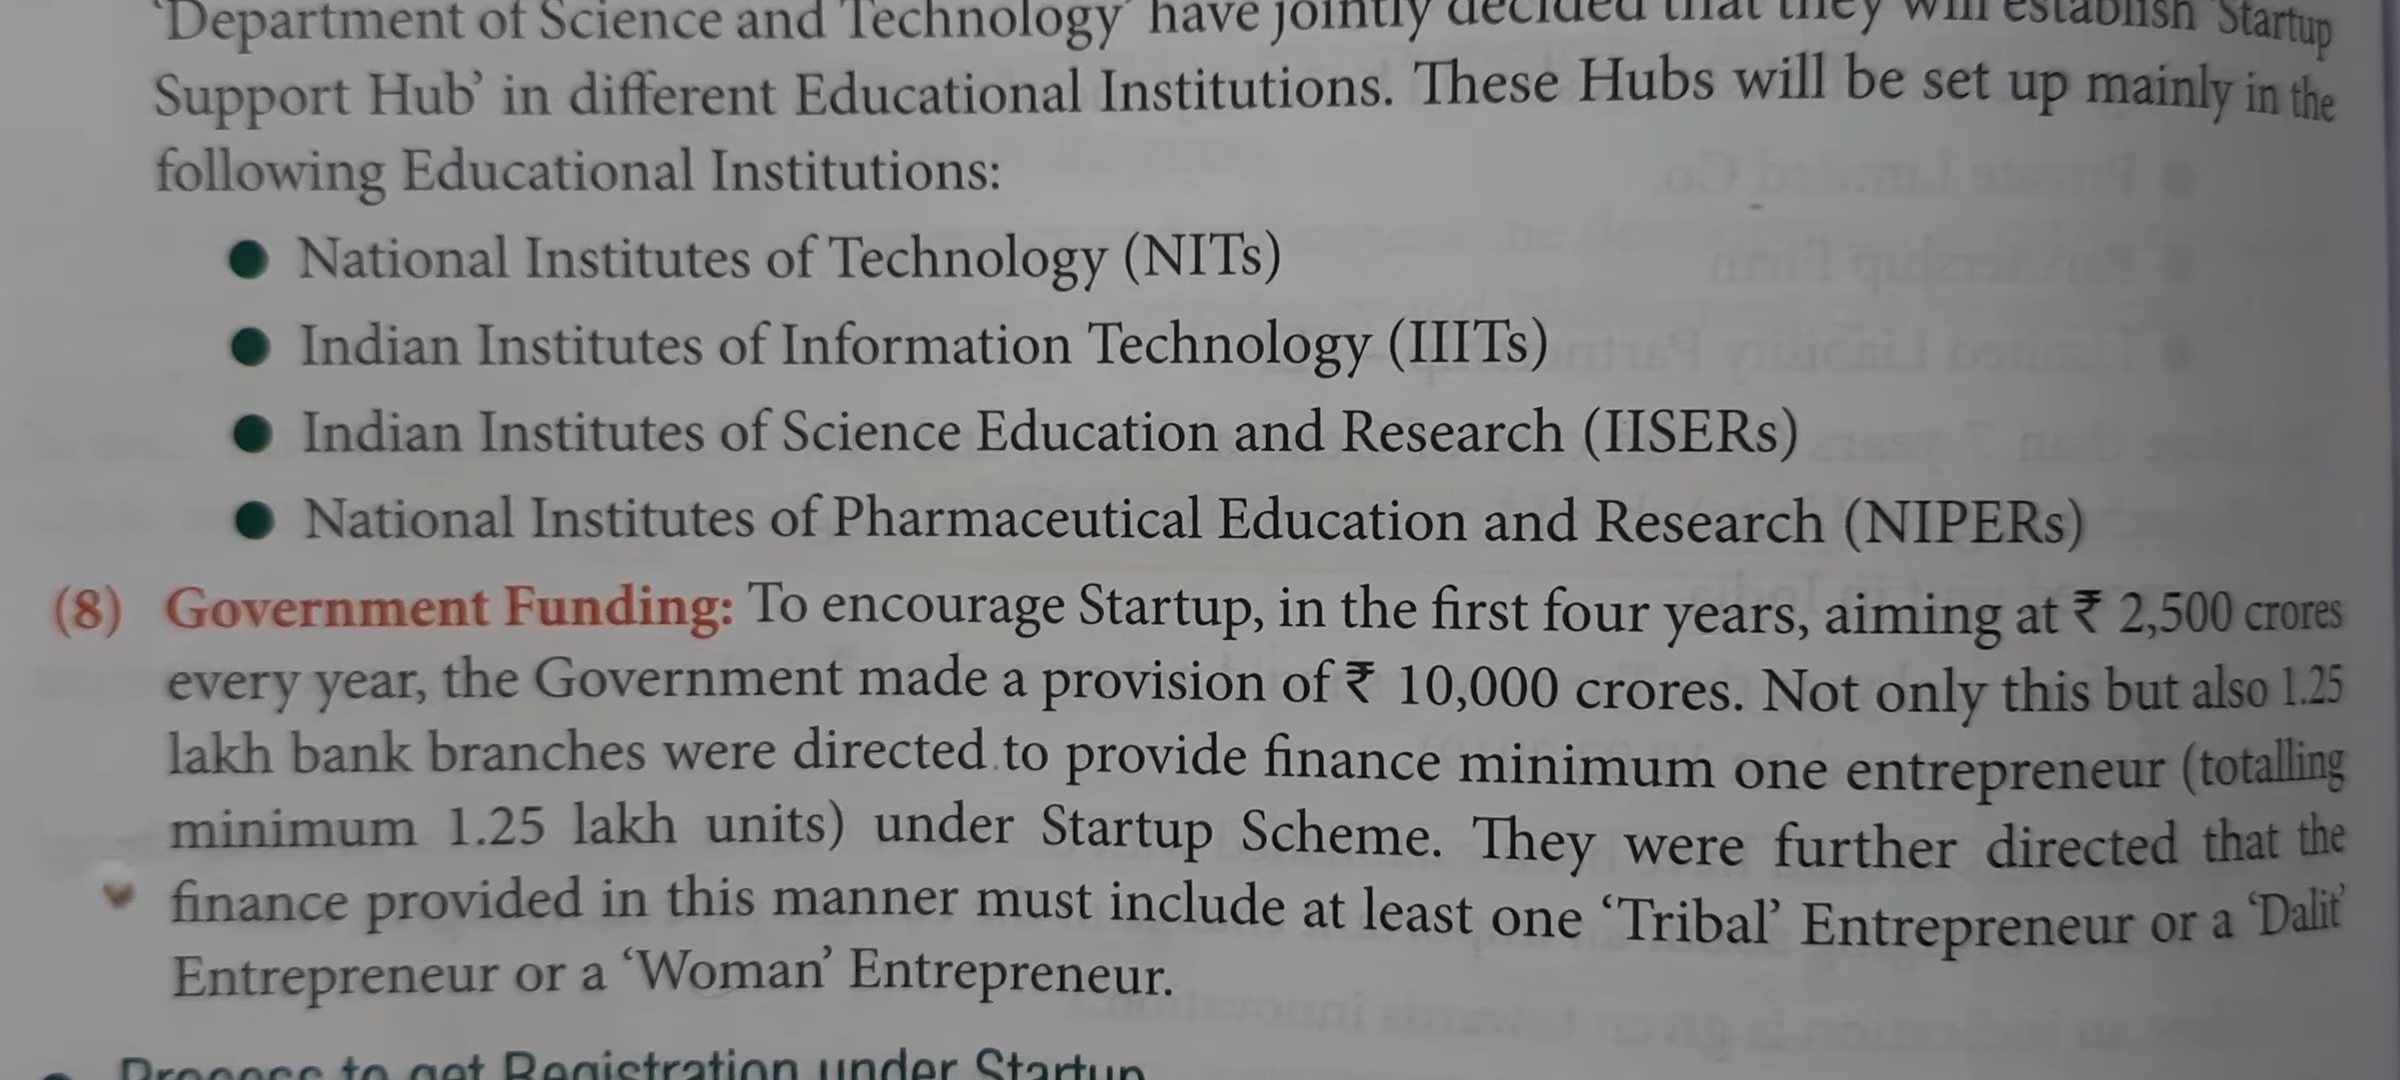 'Department of Science and Technology' have jointly decided that they will establish 'Startup
Support Hub' in different Educational Institutions. These Hubs will be set up mainly in the
following Educational Institutions:
● National Institutes of Technology (NITs)
● Indian Institutes of Information Technology (IIITs)
● Indian Institutes of Science Education and Research (IISERs)
● National Institutes of Pharmaceutical Education and Research (NIPERs)
(8) Government Funding: To encourage Startup, in the first four years, aiming at ₹ 2,500 crores
every year, the Government made a provision of ₹ 10,000 crores. Not only this but also 1.25
lakh bank branches were directed to provide finance minimum one entrepreneur (totalling
minimum 1.25 lakh units) under Startup Scheme. They were further directed that the
finance provided in this manner must include at least one 'Tribal' Entrepreneur or a 'Dalit'
Entrepreneur or a 'Woman' Entrepreneur.
Process to get Registration under Startup